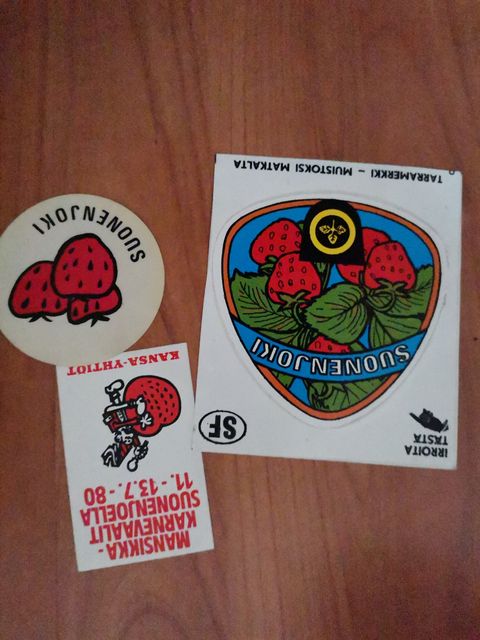 SUONENJOKI
TARRAMERKKI – MUISTOKSI MATKALTA
SUONENJOKI
SF
IRROITA
TÄSTÄ
MANSIKKA-
KARNEVAALIT
SUONENJOELLA
11. - 13.7. - 80
KANSA-YHTIÖT